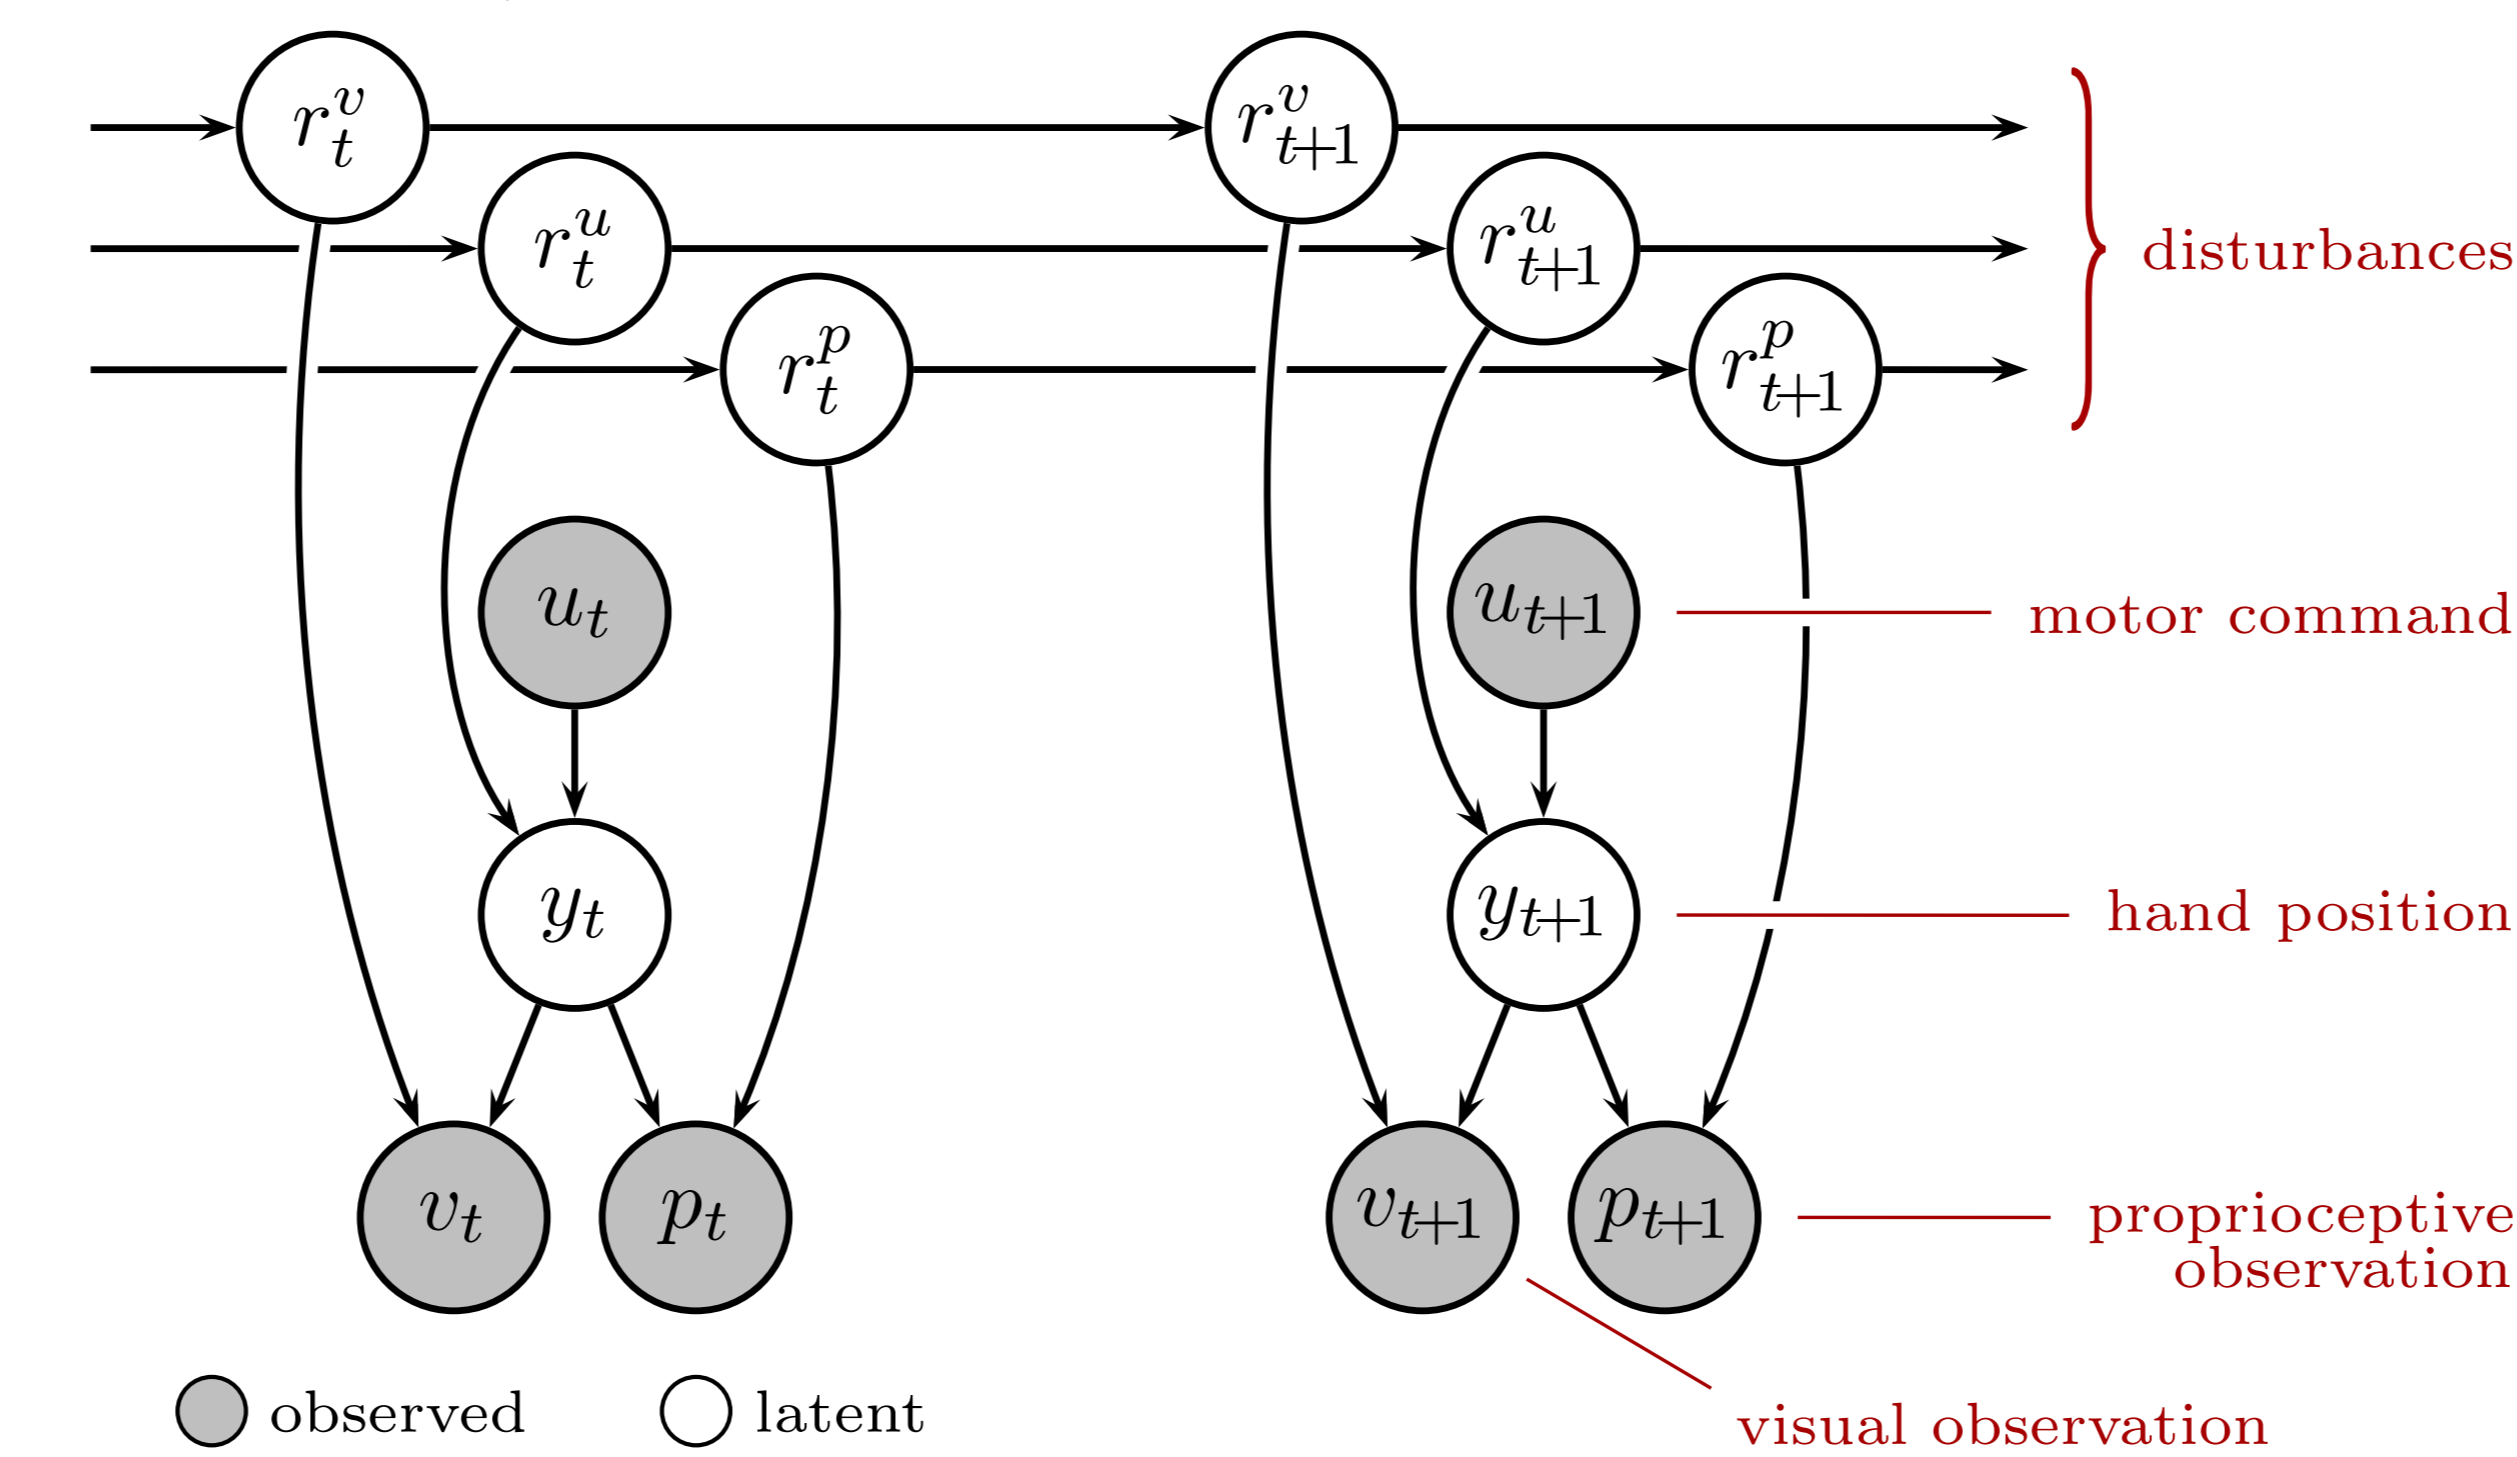 r^v_t
r^v_{t+1}
r^u_t
r^u_{t+1}
disturbances
r^p_t
r^p_{t+1}
u_t
u_{t+1}
motor command
y_t
y_{t+1}
hand position
v_t
p_t
v_{t+1}
p_{t+1}
proprioceptive
observation
observed
latent
visual observation